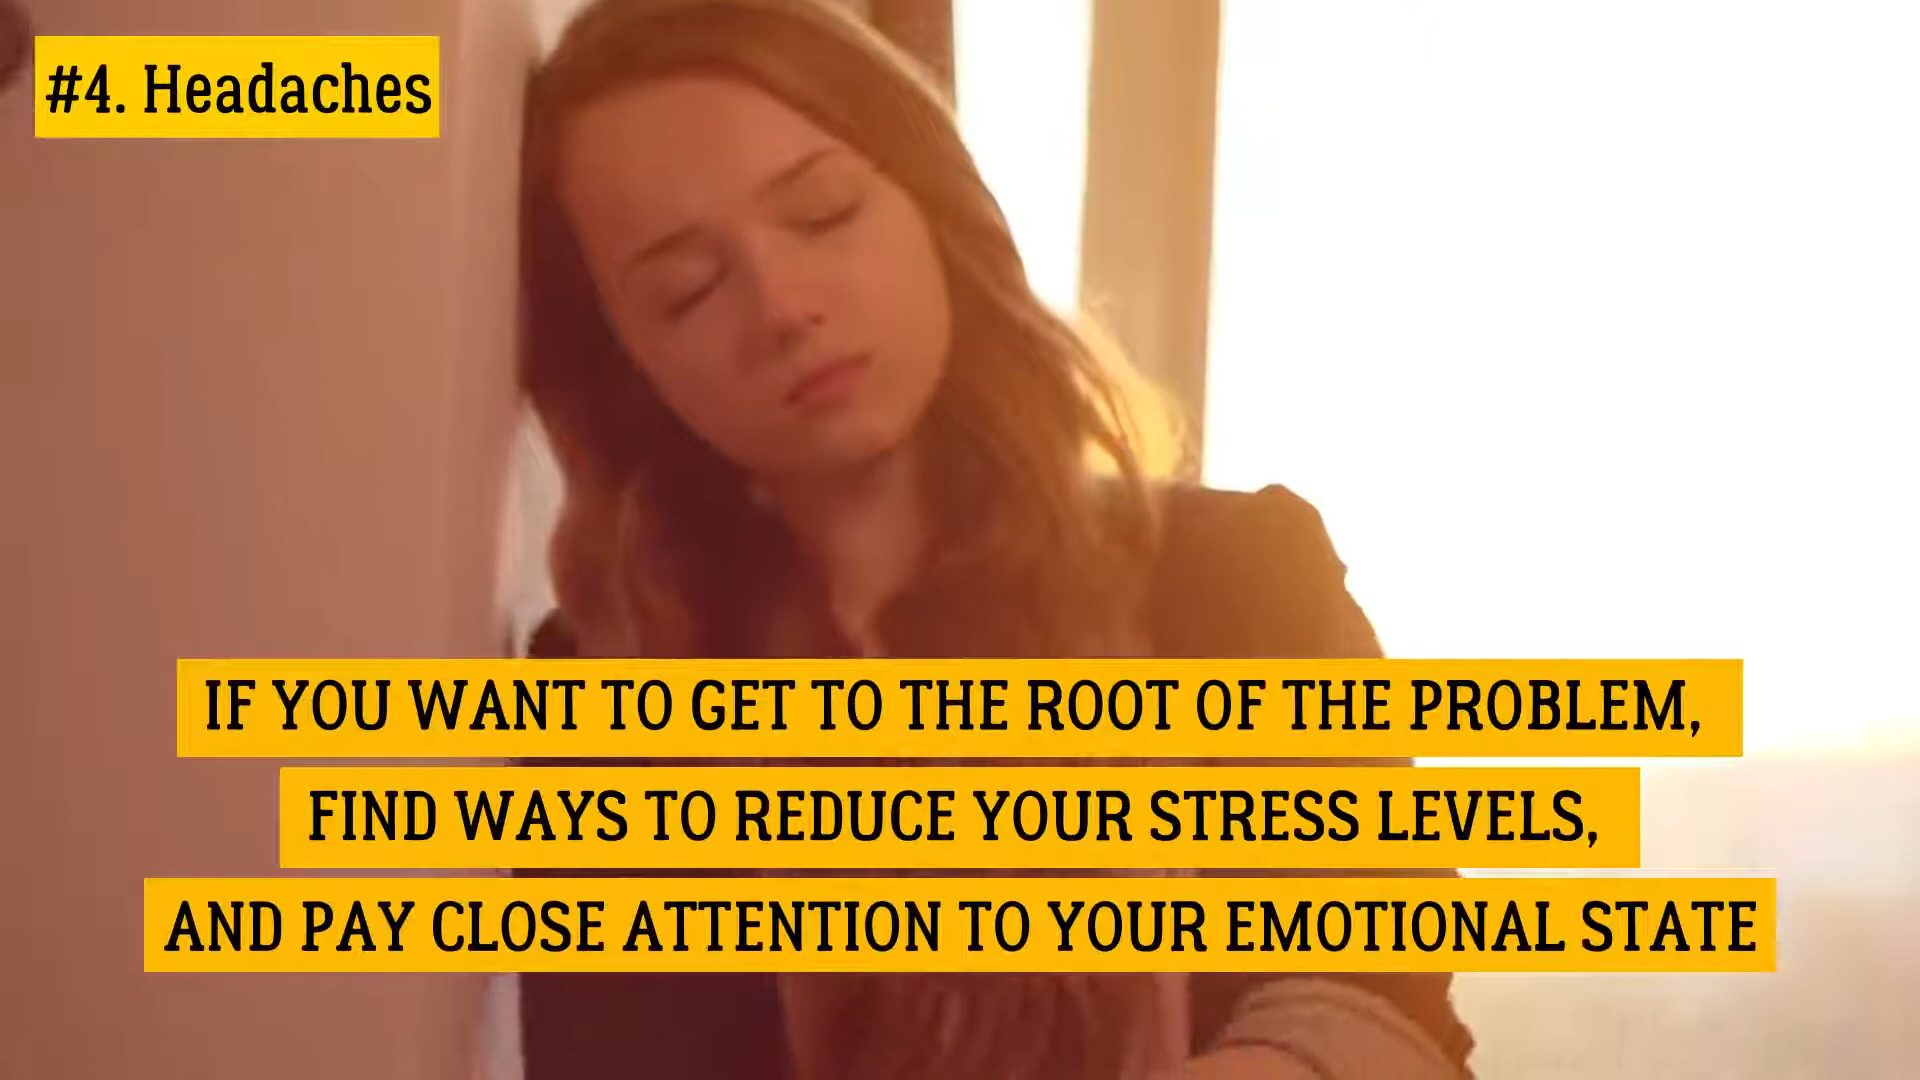 #4. Headaches
IF YOU WANT TO GET TO THE ROOT OF THE PROBLEM,
FIND WAYS TO REDUCE YOUR STRESS LEVELS,
AND PAY CLOSE ATTENTION TO YOUR EMOTIONAL STATE